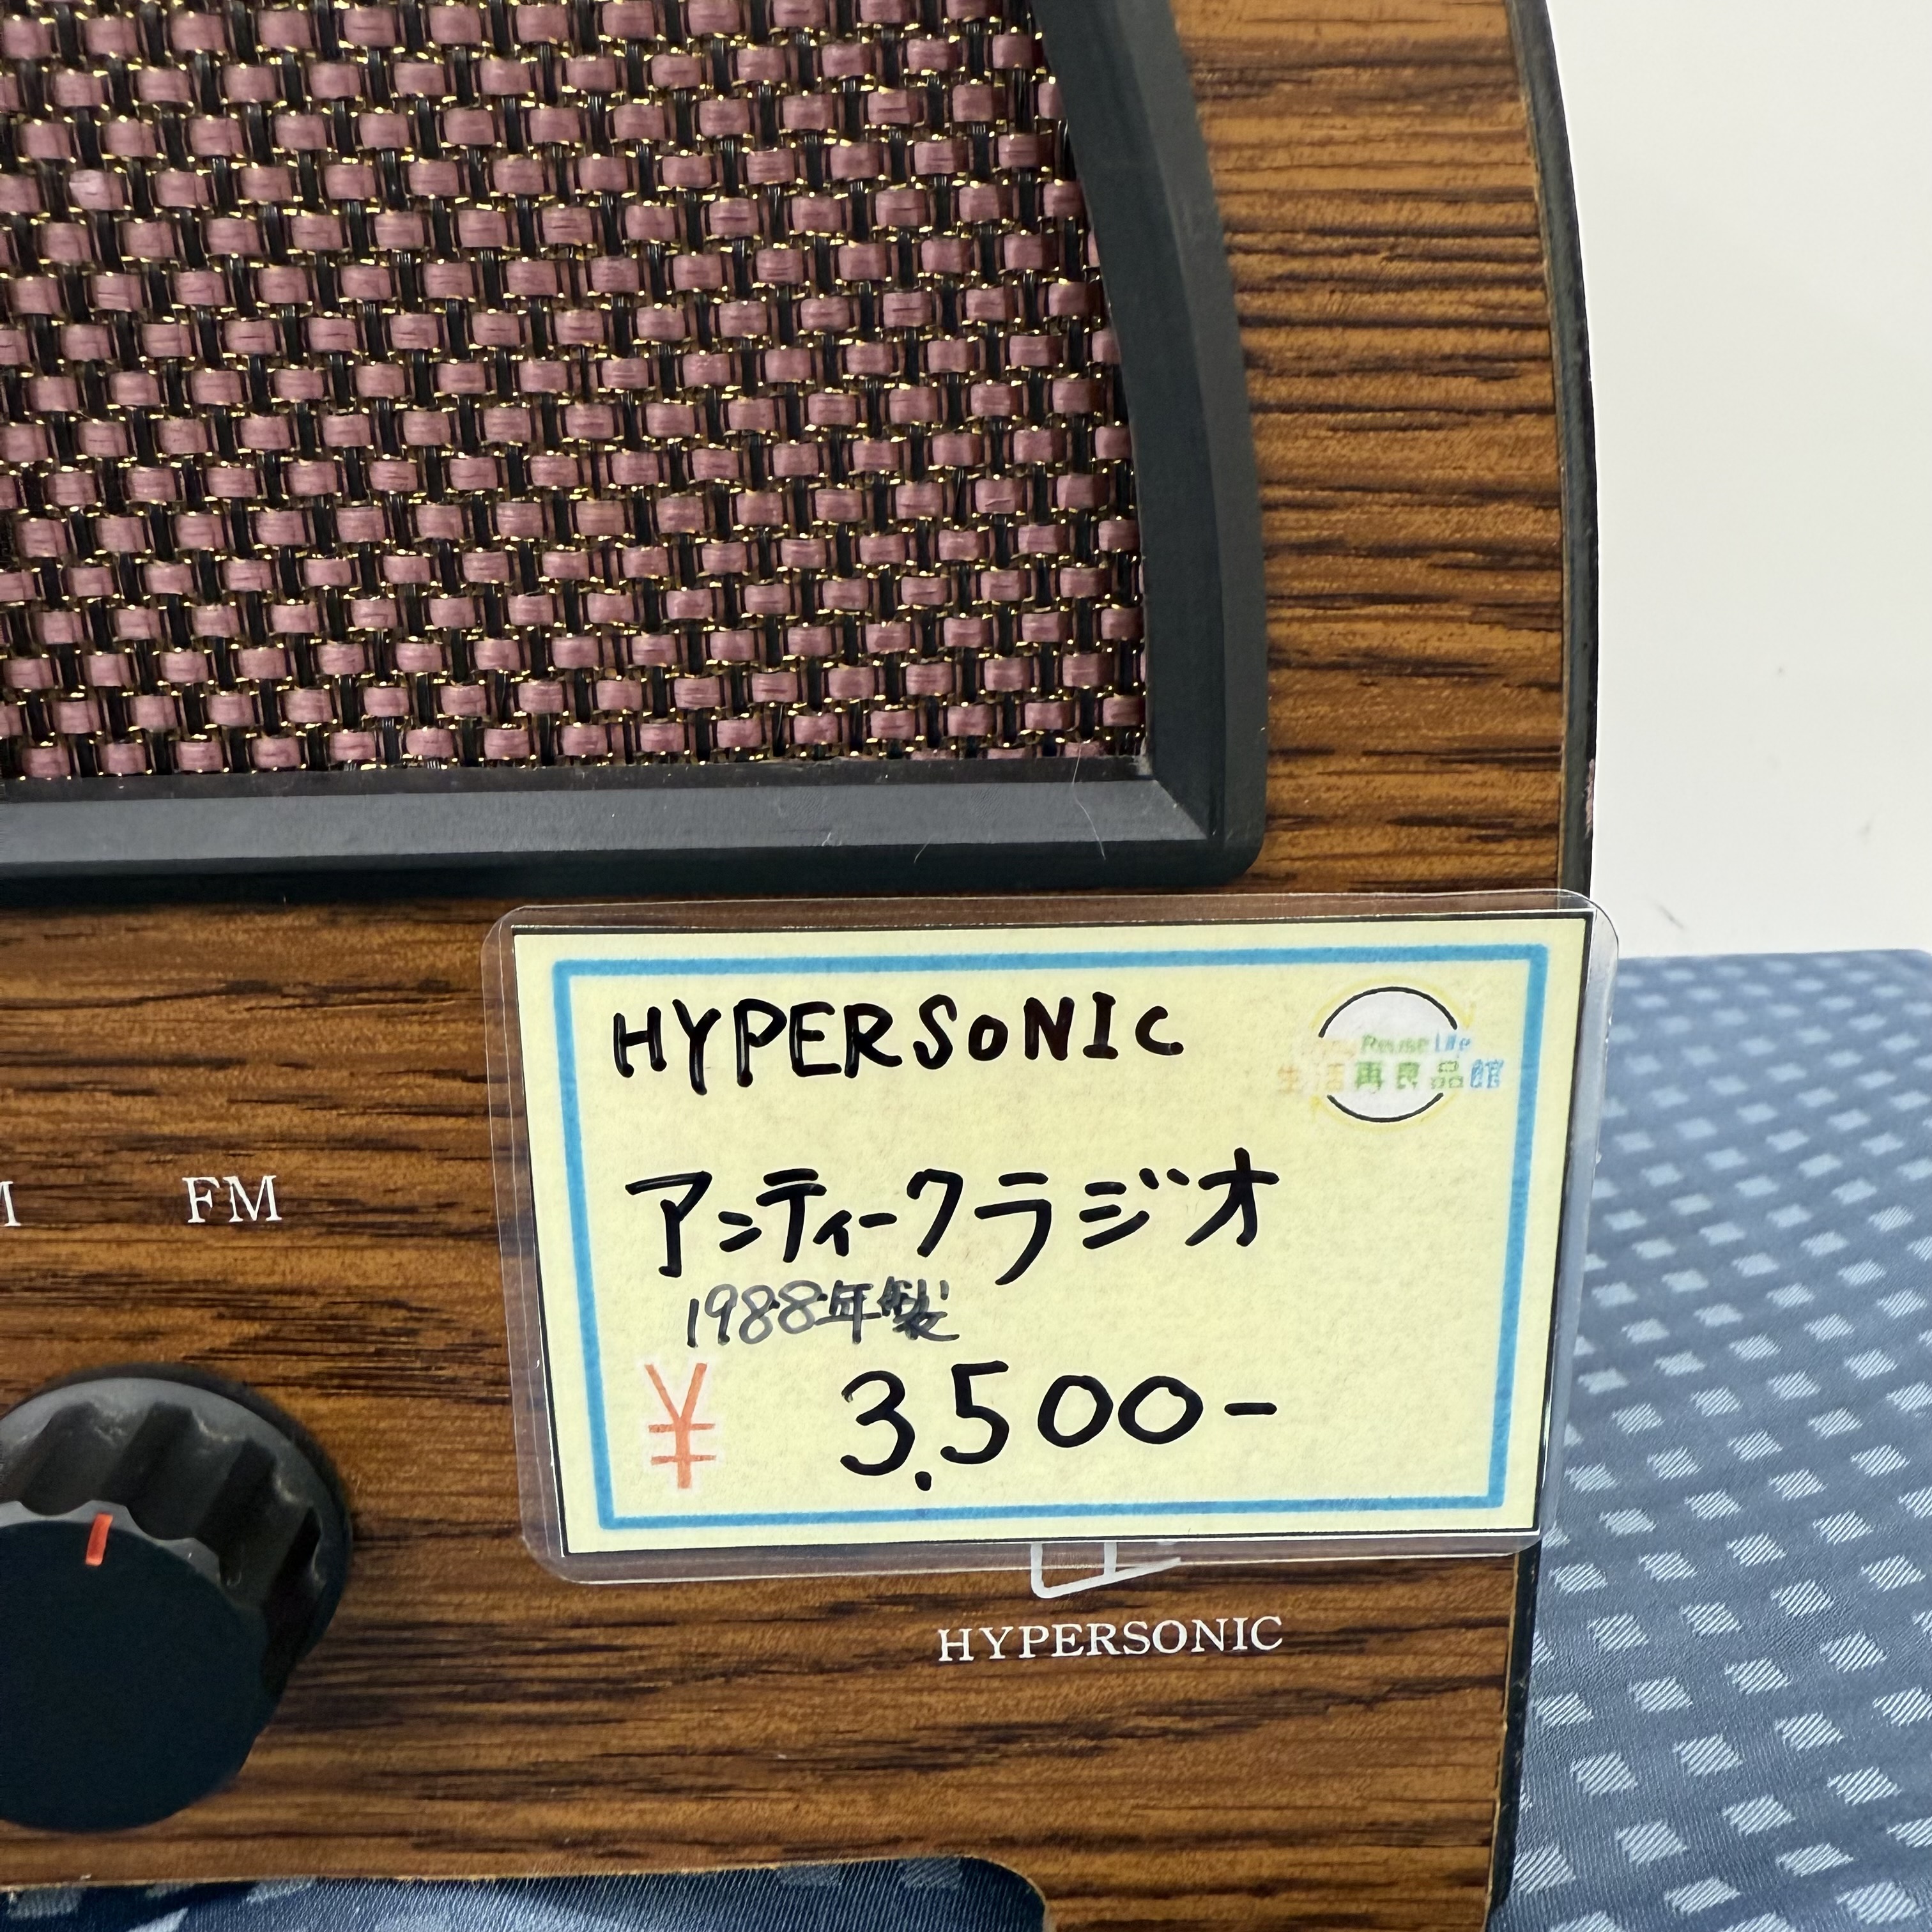 HYPERSONIC
Reuse Life
生活再良品館
アンティークラジオ
1988年製
¥ 3,500-
FM
HYPERSONIC